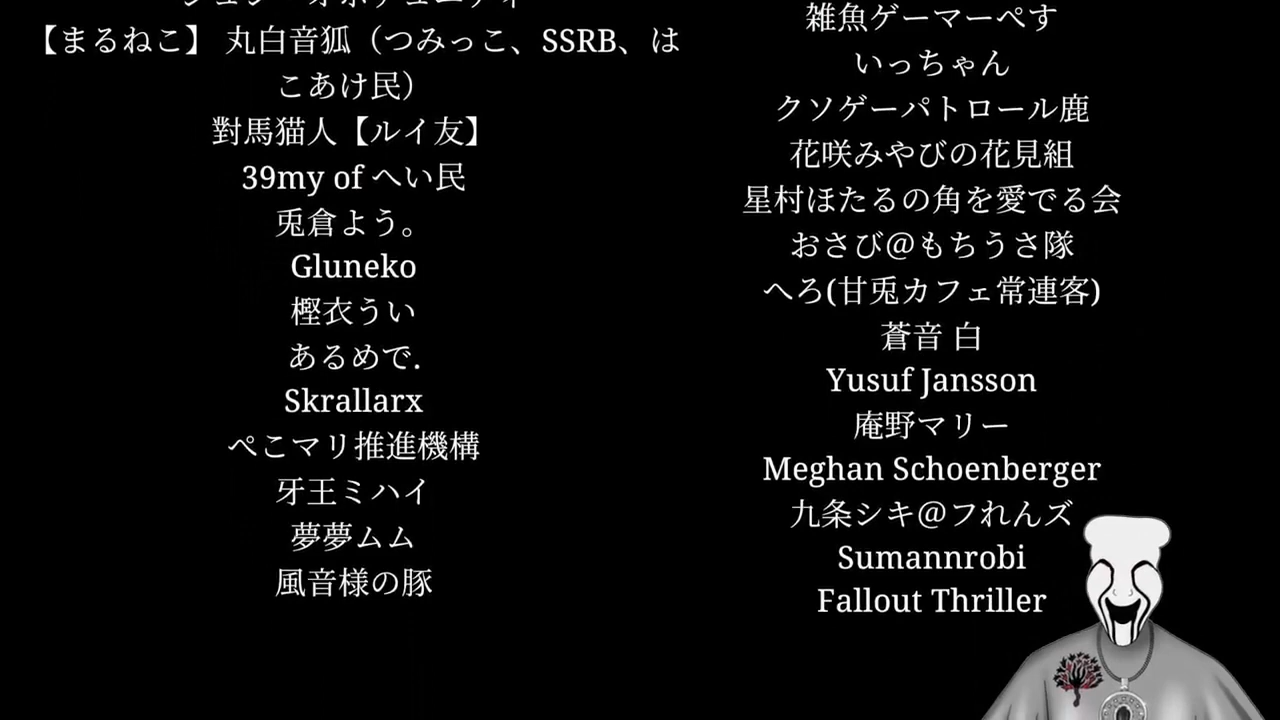 【まるねこ】 丸白音狐（つみっこ、SSRB、は
こあけ民）
對馬猫人【ルイ友】
39my of へい民
兎倉よう。
Gluneko
樫衣うい
あるめで.
Skrallarx
ぺこマリ推進機構
牙王ミハイ
夢夢ムム
風音様の豚
雑魚ゲーマーぺす
いっちゃん
クソゲーパトロール鹿
花咲みやびの花見組
星村ほたるの角を愛でる会
おさび@もちうさ隊
へろ(甘兎カフェ常連客)
蒼音 白
Yusuf Jansson
庵野マリー
Meghan Schoenberger
九条シキ@フれんズ
Sumannrobi
Fallout Thriller